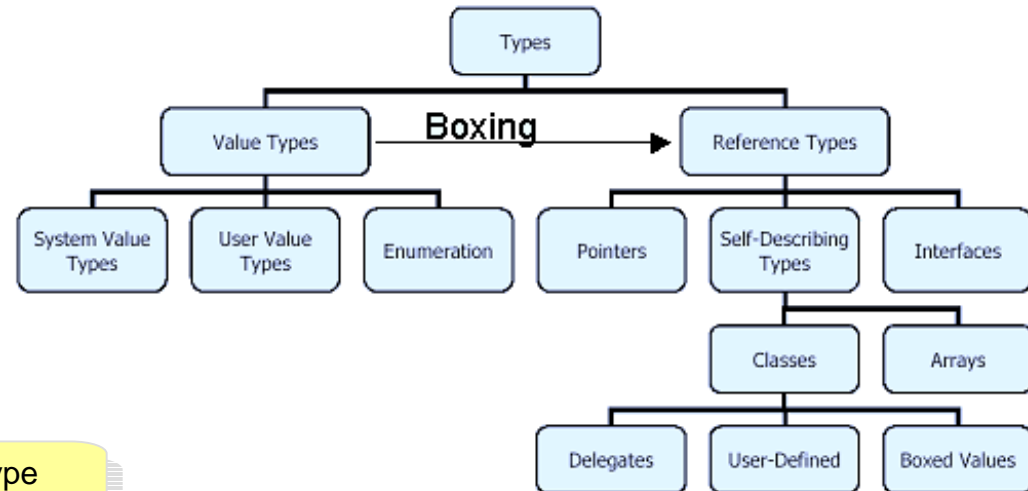 Types
Value Types
Boxing
Reference Types
System Value
Types
User Value
Types
Enumeration
Pointers
Self-Describing
Types
Interfaces
Classes
Arrays
Delegates
User-Defined
Boxed Values